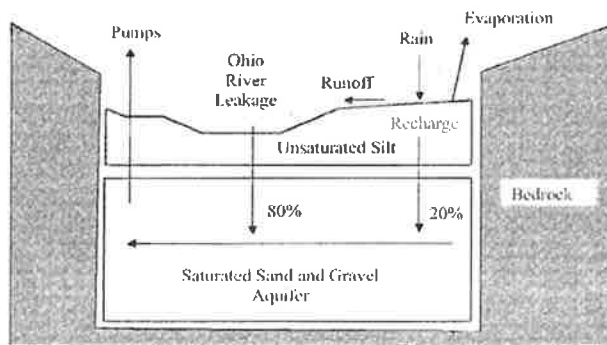 Evaporation
Pumps
Rain
Ohio
River
Leakage
Runoff
Recharge
Unsaturated Silt
Bedrock
80%
20%
Saturated Sand and Gravel
Aquifer